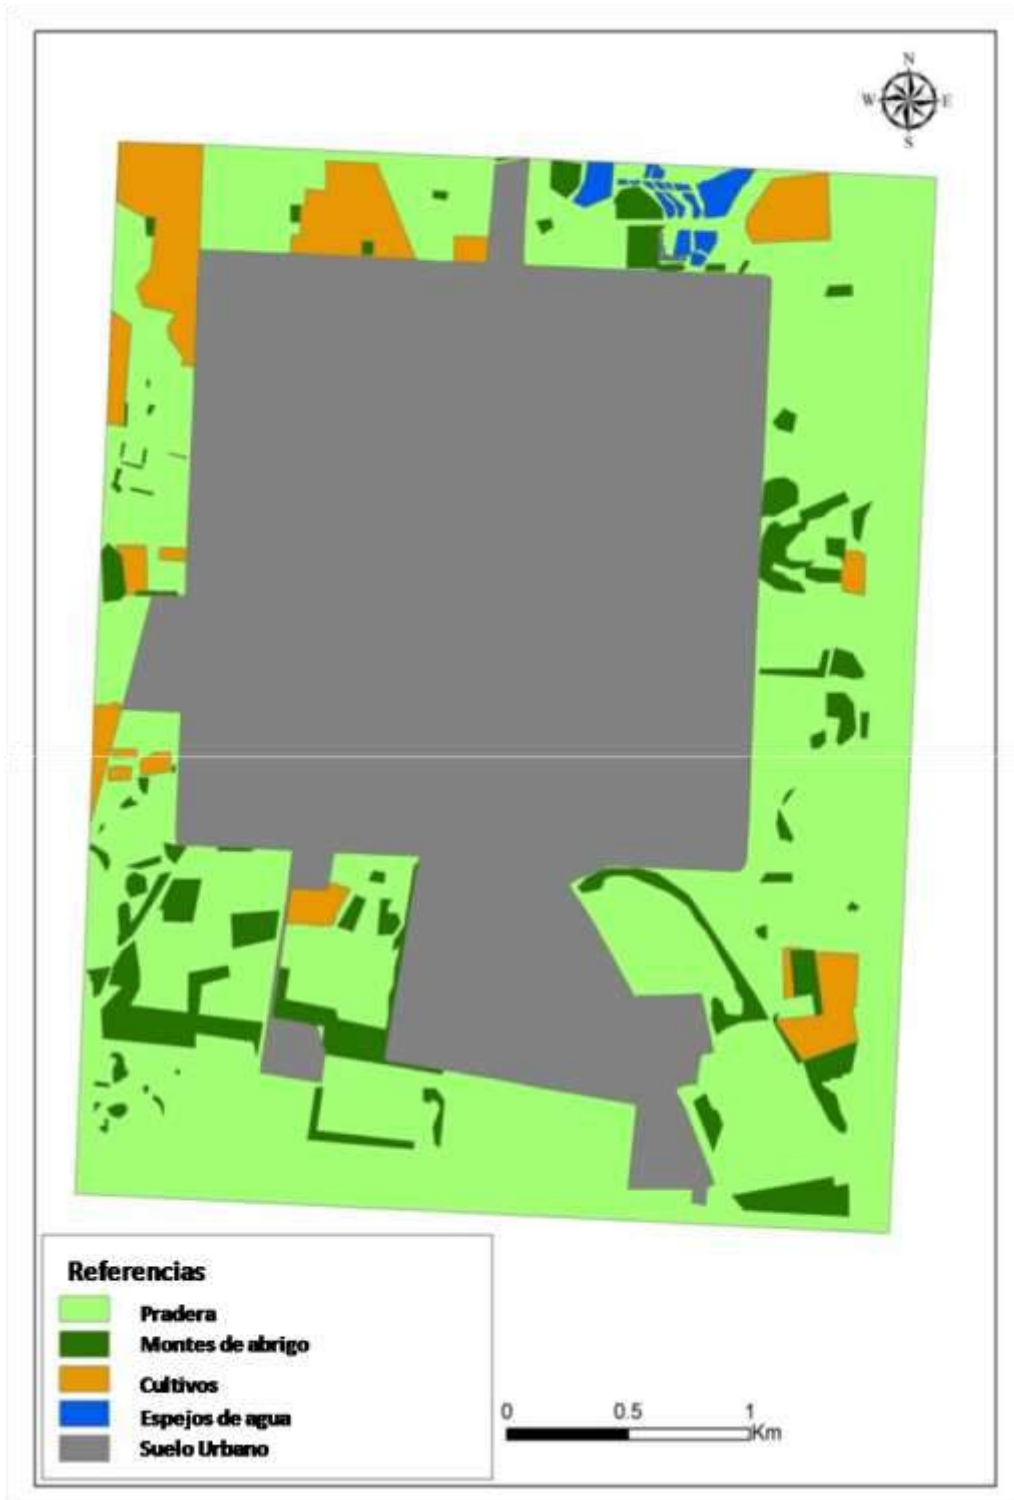 N
W E
S
Referencias
Pradera
Montes de abrigo
Cultivos
Espejos de agua
Suelo Urbano
0 0.5 1
Km